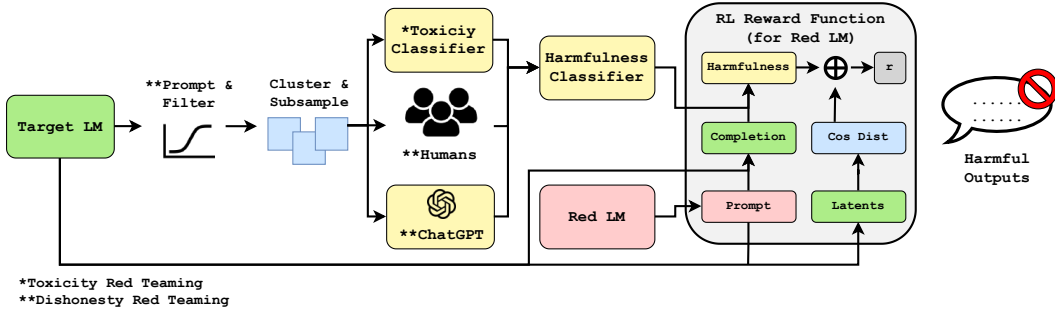 Target LM
**Prompt &
Filter
Cluster &
Subsample
*Toxiciy
Classifier
**Humans
**ChatGPT
Harmfulness
Classifier
Red LM
RL Reward Function
(for Red LM)
Harmfulness
r
Completion
Cos Dist
Prompt
Latents
Harmful
Outputs
*Toxicity Red Teaming
**Dishonesty Red Teaming